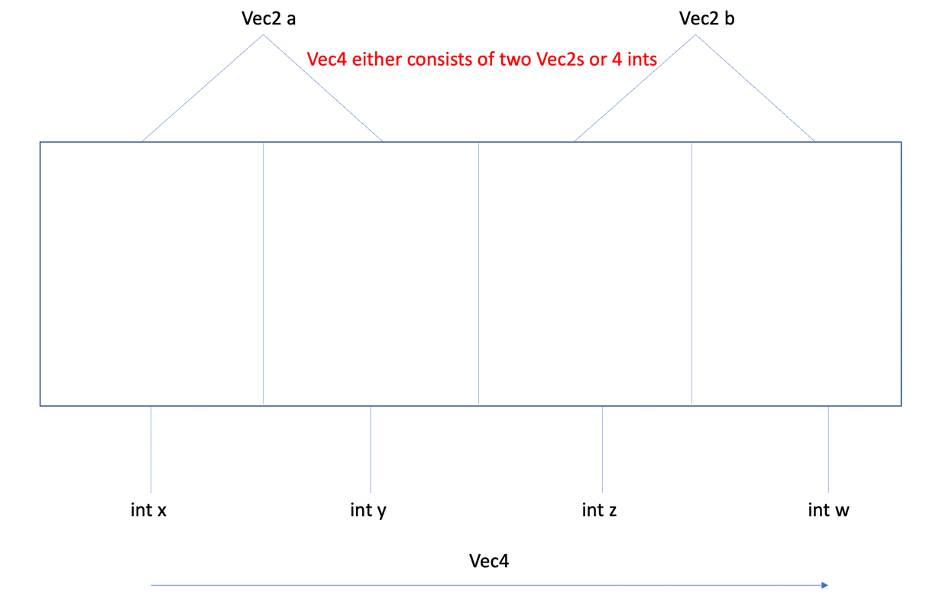 Vec2 a
Vec2 b
Vec4 either consists of two Vec2s or 4 ints
int x
int y
int z
int w
Vec4